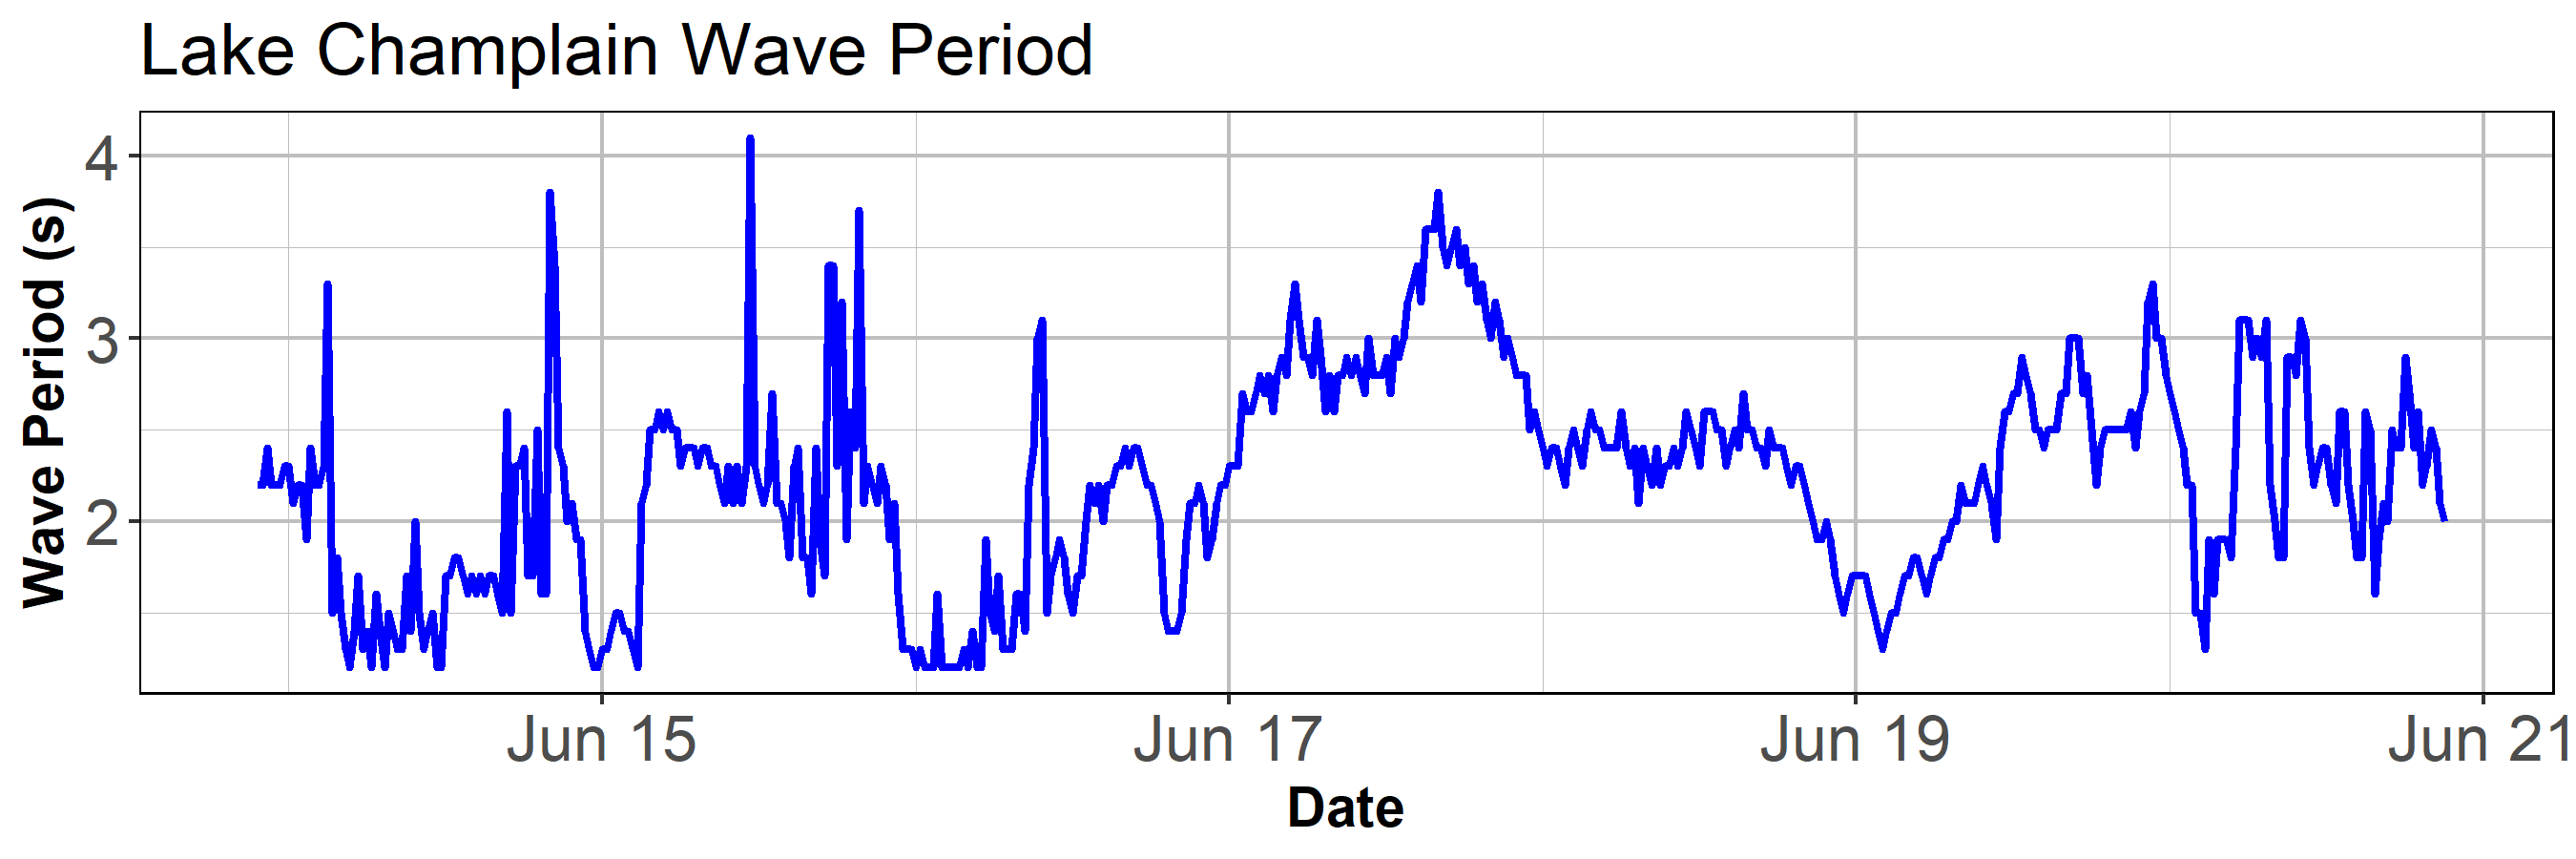 Lake Champlain Wave Period
Wave Period (s)
4
3
2
Jun 15 Jun 17 Jun 19 Jun 21
Date